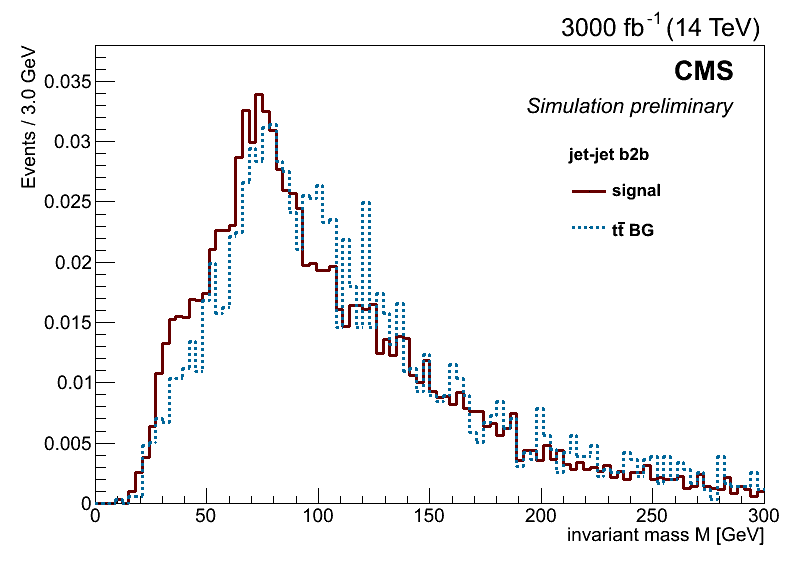 3000 fb⁻¹ (14 TeV)
Events / 3.0 GeV
CMS
Simulation preliminary
jet-jet b2b
signal
tt̄ BG
0.035
0.03
0.025
0.02
0.015
0.01
0.005
0
0 50 100 150 200 250 300
invariant mass M [GeV]